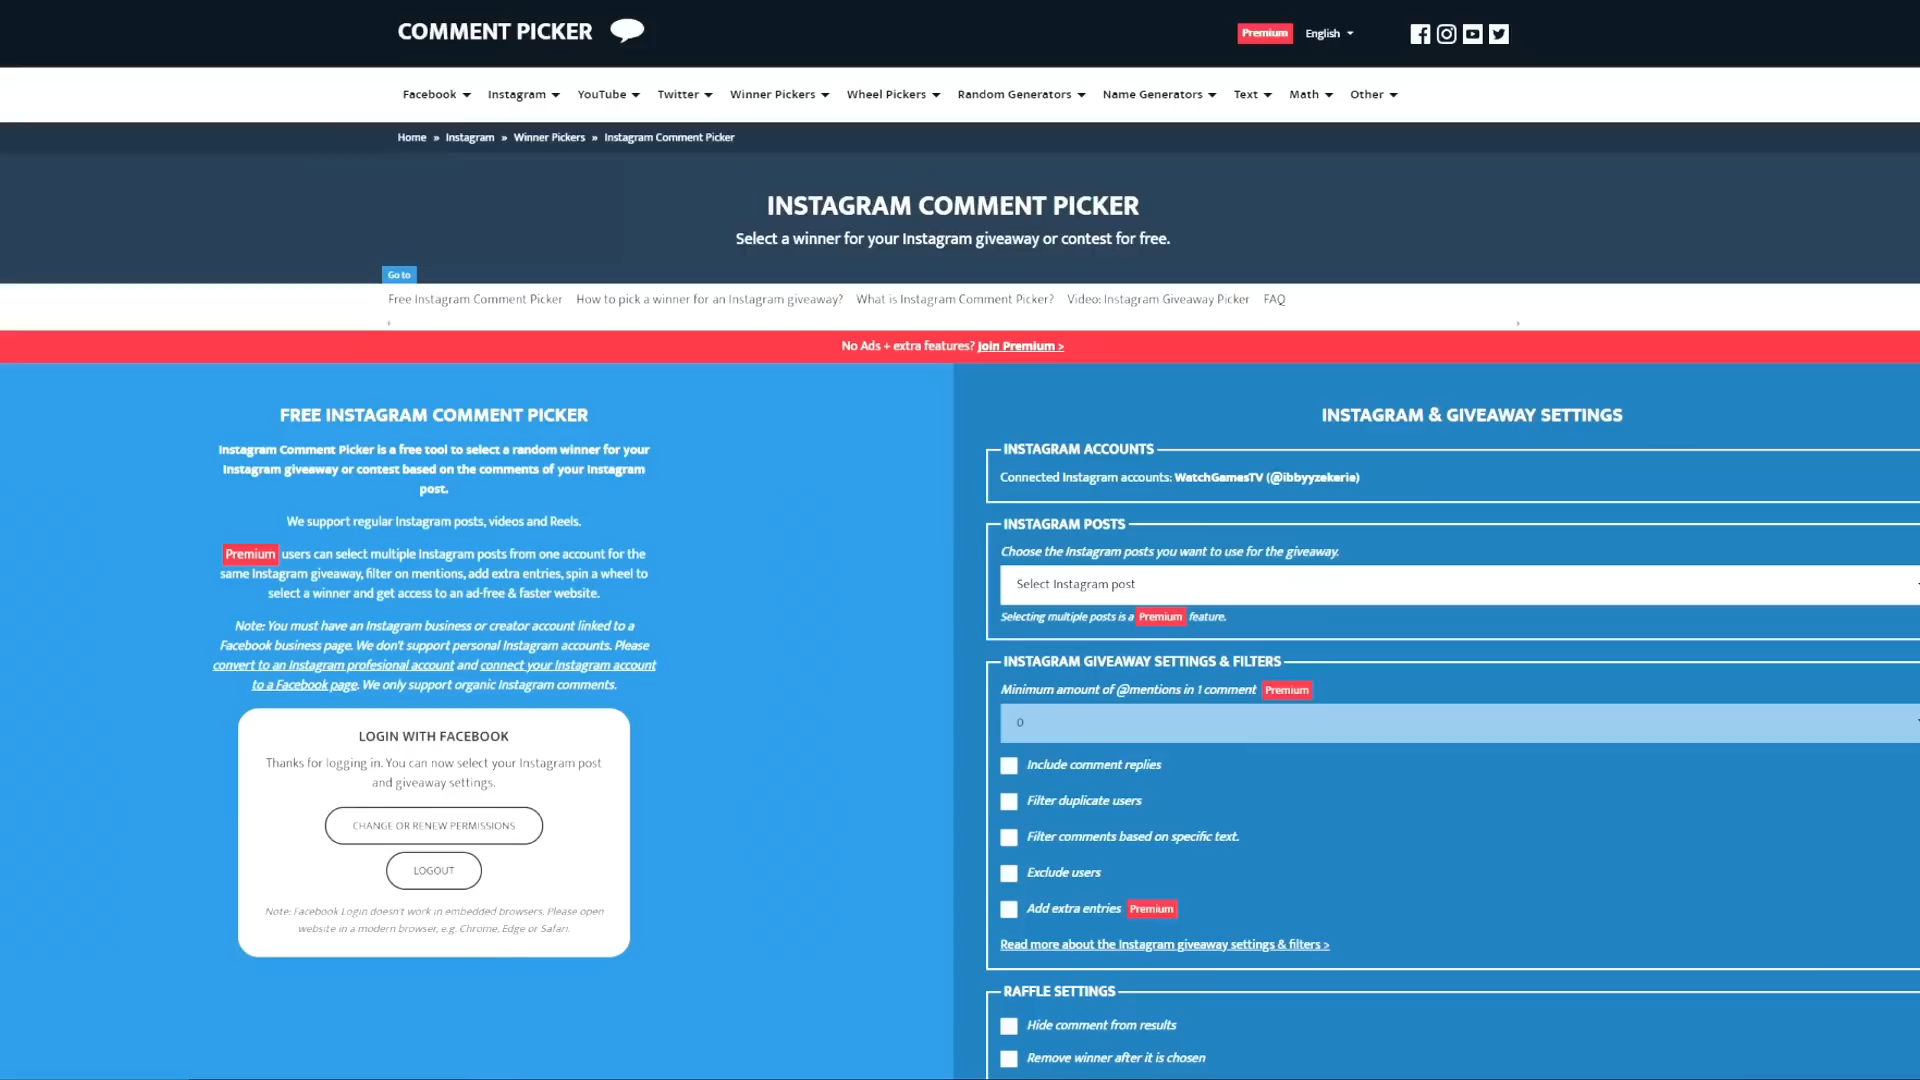 COMMENT PICKER
Premium English
Facebook Instagram YouTube Twitter Winner Pickers Wheel Pickers Random Generators Name Generators Text Math Other
Home » Instagram » Winner Pickers » Instagram Comment Picker
INSTAGRAM COMMENT PICKER
Select a winner for your Instagram giveaway or contest for free.
Go to
Free Instagram Comment Picker How to pick a winner for an Instagram giveaway? What is Instagram Comment Picker? Video: Instagram Giveaway Picker FAQ
No Ads + extra features? Join Premium >
FREE INSTAGRAM COMMENT PICKER
Instagram Comment Picker is a free tool to select a random winner for your
Instagram giveaway or contest based on the comments of your Instagram
post.
We support regular Instagram posts, videos and Reels.
Premium users can select multiple Instagram posts from one account for the
same Instagram giveaway, filter on mentions, add extra entries, spin a wheel to
select a winner and get access to an ad-free & faster website.
Note: You must have an Instagram business or creator account linked to a
Facebook business page. We don't support personal Instagram accounts. Please
convert to an Instagram profesional account and connect your Instagram account
to a Facebook page. We only support organic Instagram comments.
LOGIN WITH FACEBOOK
Thanks for logging in. You can now select your Instagram post
and giveaway settings.
CHANGE OR RENEW PERMISSIONS
LOGOUT
Note: Facebook Login doesn't work in embedded browsers. Please open
website in a modern browser, e.g. Chrome, Edge or Safari.
INSTAGRAM & GIVEAWAY SETTINGS
INSTAGRAM ACCOUNTS
Connected Instagram accounts: WatchGamesTV (@ibbyyzekerie)
INSTAGRAM POSTS
Choose the Instagram posts you want to use for the giveaway.
Select Instagram post
Selecting multiple posts is a Premium feature.
INSTAGRAM GIVEAWAY SETTINGS & FILTERS
Minimum amount of @mentions in 1 comment Premium
0
Include comment replies
Filter duplicate users
Filter comments based on specific text.
Exclude users
Add extra entries Premium
Read more about the Instagram giveaway settings & filters >
RAFFLE SETTINGS
Hide comment from results
Remove winner after it is chosen